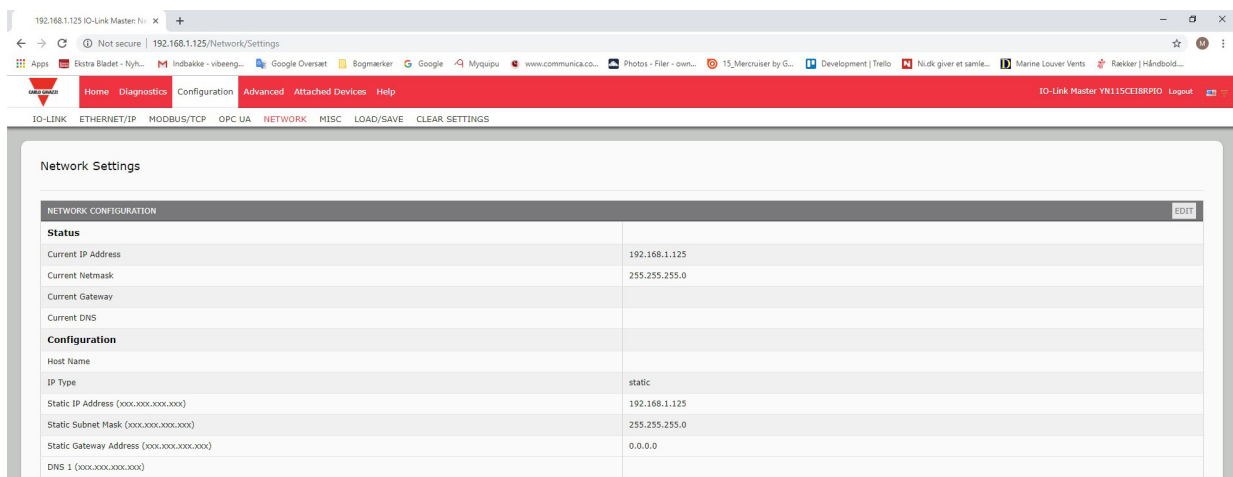 192.168.1.125 IO-Link Master: Ne
Not secure | 192.168.1.125/Network/Settings
M
Apps Ekstra Bladet - Nyh... Indbakke - vibeeng... Google Oversæt Bogmærker Google Myquipu www.communica.co... Photos - Filer - own... 15_Mercruiser by G... Development | Trello Ni.dk giver et samle... Marine Louver Vents Rækker | Håndbold....
CARLO GAVAZZI Home Diagnostics Configuration Advanced Attached Devices Help IO-Link Master YN115CEI8RPIO Logout
IO-LINK ETHERNET/IP MODBUS/TCP OPC UA NETWORK MISC LOAD/SAVE CLEAR SETTINGS
Network Settings
NETWORK CONFIGURATION EDIT
Status
Current IP Address 192.168.1.125
Current Netmask 255.255.255.0
Current Gateway
Current DNS
Configuration
Host Name
IP Type static
Static IP Address (xxx.xxx.xxx.xxx) 192.168.1.125
Static Subnet Mask (xxx.xxx.xxx.xxx) 255.255.255.0
Static Gateway Address (xxx.xxx.xxx.xxx) 0.0.0.0
DNS 1 (xxx.xxx.xxx.xxx)